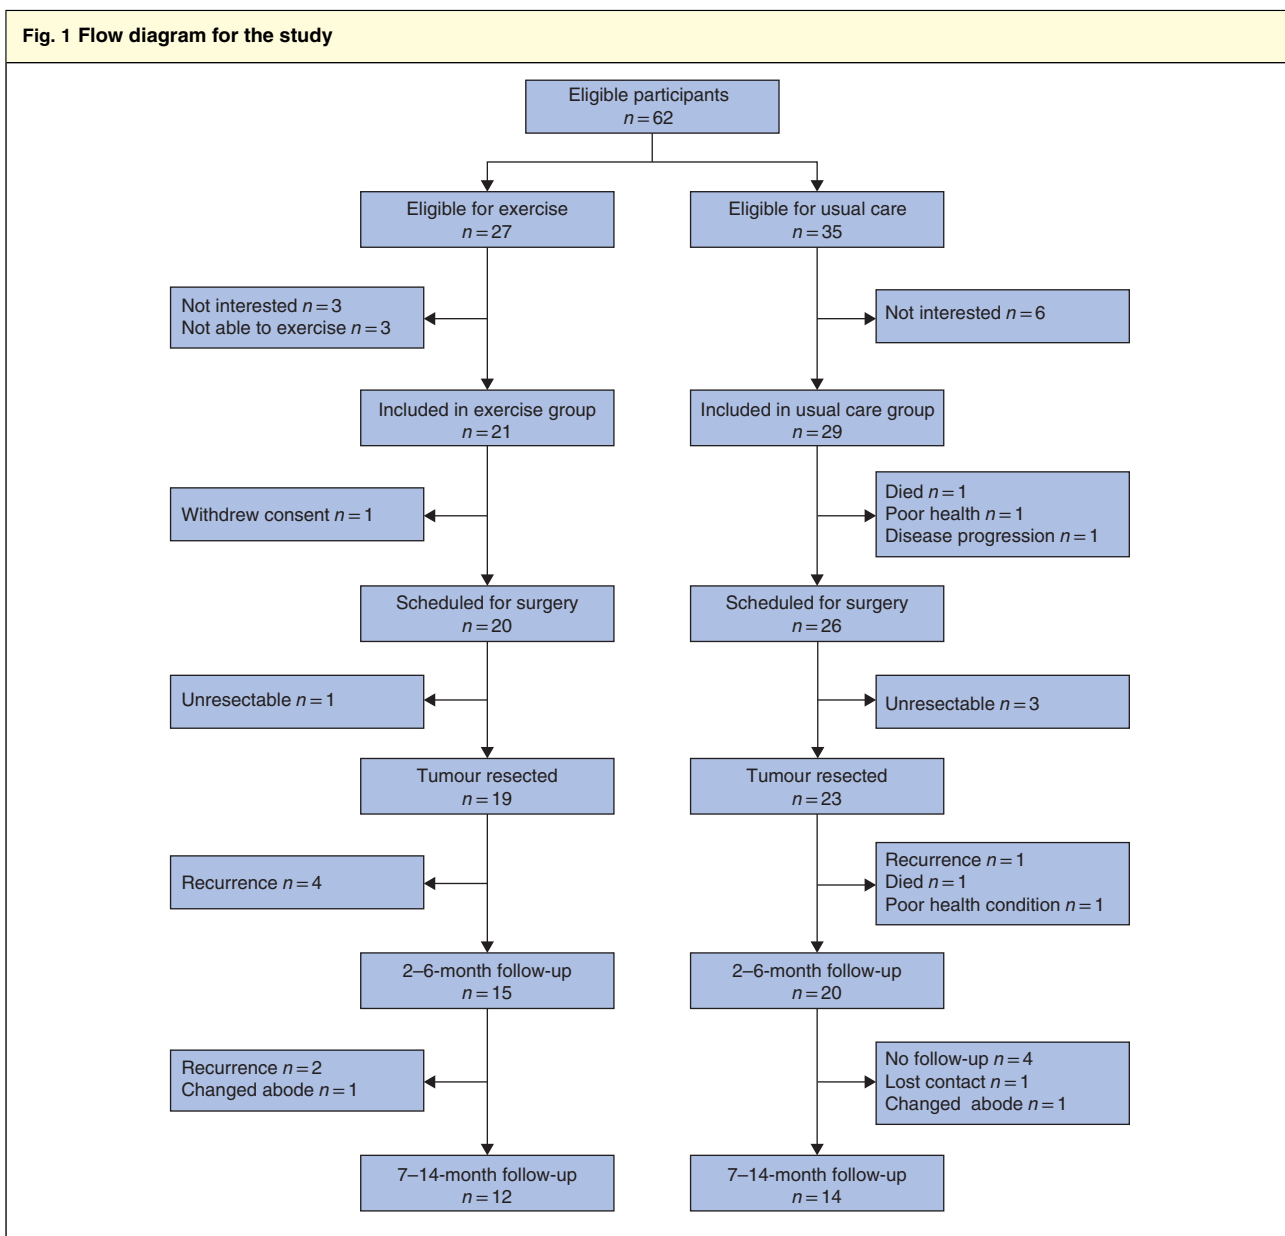 Fig. 1 Flow diagram for the study
Eligible participants
n = 62
Eligible for exercise
n = 27
Eligible for usual care
n = 35
Not interested n = 3
Not able to exercise n = 3
Not interested n = 6
Included in exercise group
n = 21
Included in usual care group
n = 29
Withdrew consent n = 1
Died n = 1
Poor health n = 1
Disease progression n = 1
Scheduled for surgery
n = 20
Scheduled for surgery
n = 26
Unresectable n = 1
Unresectable n = 3
Tumour resected
n = 19
Tumour resected
n = 23
Recurrence n = 4
Recurrence n = 1
Died n = 1
Poor health condition n = 1
2–6-month follow-up
n = 15
2–6-month follow-up
n = 20
Recurrence n = 2
Changed abode n = 1
No follow-up n = 4
Lost contact n = 1
Changed abode n = 1
7–14-month follow-up
n = 12
7–14-month follow-up
n = 14